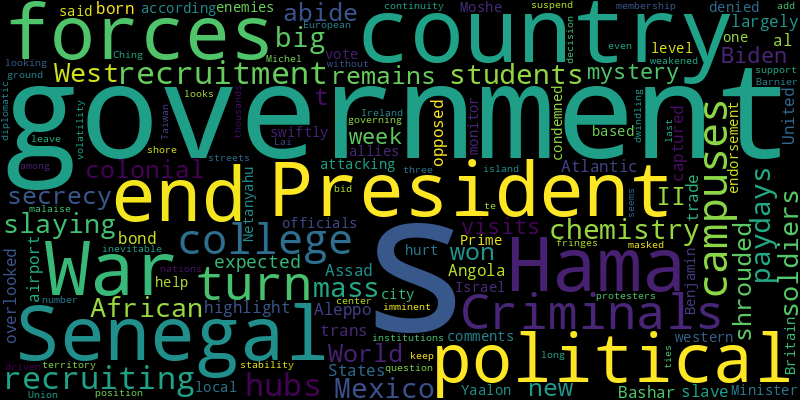 said born according enemies continuity Moshe suspend membership denied add
forces abide European country largely
looking ground Ching big vote without decision even weakened one al
West recruitment remains students level mystery Biden
diplomatic government Michel t looks Ireland governing support Barnier
volatility Taiwan thousands swiftly Lai week opposed monitor condemned based dwindling last captured endorsement United
leave shore allies
among colonial streets attacking three Atlantic island campuses
malaise secrecy end President bid te seems II trade
slaying Netanyahu officials visits chemistry paydays soldiers
overlooked airport bond college hurt Prime won fringes masked shrouded
inevitable War expected Assad city Angola Hama Benjamin
nations help turn mass center imminent S Israel protesters
number African highlight Aleppo Criminals
Senegal trans institutions comments western Britain
driven territory stability World keep political long ties
recruiting local hubs States question Yaalon new Bashar slave Minister
Union position Mexico